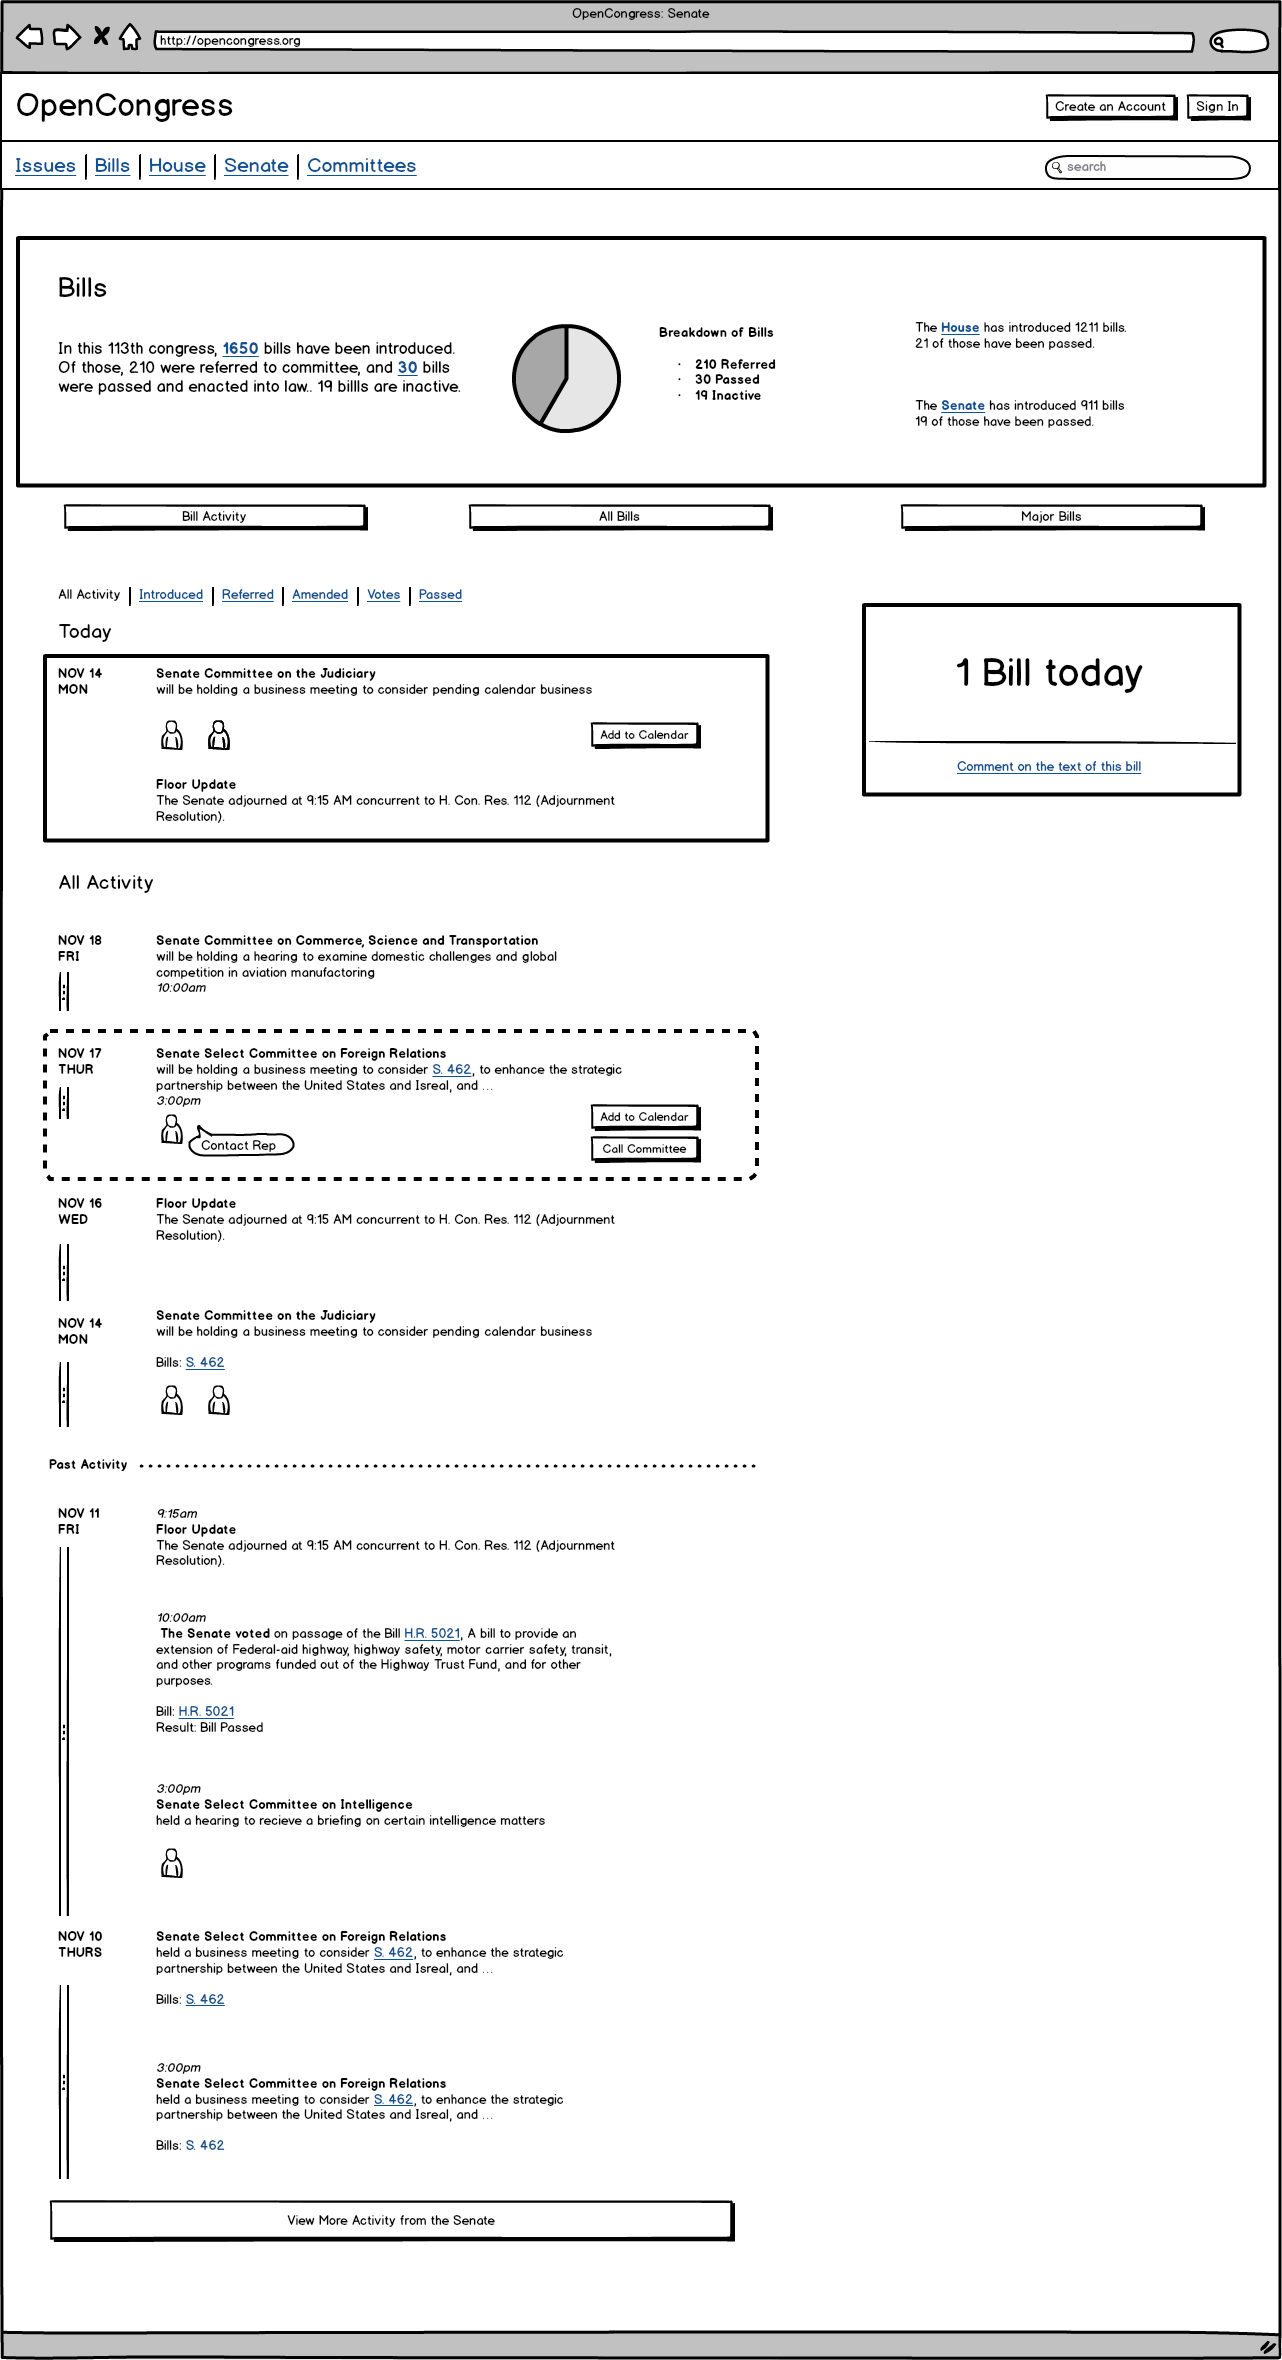 OpenCongress: Senate
http://opencongress.org
OpenCongress
Create an Account
Sign In
Issues
Bills
House
Senate
Committees
search
Bills
In this 113th congress, 1650 bills have been introduced.
Of those, 210 were referred to committee, and 30 bills
were passed and enacted into law.. 19 billls are inactive.
Breakdown of Bills
· 210 Referred
· 30 Passed
· 19 Inactive
The House has introduced 1211 bills.
21 of those have been passed.
The Senate has introduced 911 bills
19 of those have been passed.
Bill Activity
All Bills
Major Bills
All Activity
Introduced
Referred
Amended
Votes
Passed
Today
NOV 14
MON
Senate Committee on the Judiciary
will be holding a business meeting to consider pending calendar business
Add to Calendar
Floor Update
The Senate adjourned at 9:15 AM concurrent to H. Con. Res. 112 (Adjournment
Resolution).
1 Bill today
Comment on the text of this bill
All Activity
NOV 18
FRI
Senate Committee on Commerce, Science and Transportation
will be holding a hearing to examine domestic challenges and global
competition in aviation manufactoring
10:00am
NOV 17
THUR
Senate Select Committee on Foreign Relations
will be holding a business meeting to consider S. 462, to enhance the strategic
partnership between the United States and Isreal, and ...
3:00pm
Contact Rep
Add to Calendar
Call Committee
NOV 16
WED
Floor Update
The Senate adjourned at 9:15 AM concurrent to H. Con. Res. 112 (Adjournment
Resolution).
NOV 14
MON
Senate Committee on the Judiciary
will be holding a business meeting to consider pending calendar business
Bills: S. 462
Past Activity
NOV 11
FRI
9:15am
Floor Update
The Senate adjourned at 9:15 AM concurrent to H. Con. Res. 112 (Adjournment
Resolution).
10:00am
The Senate voted on passage of the Bill H.R. 5021, A bill to provide an
extension of Federal-aid highway, highway safety, motor carrier safety, transit,
and other programs funded out of the Highway Trust Fund, and for other
purposes.
Bill: H.R. 5021
Result: Bill Passed
3:00pm
Senate Select Committee on Intelligence
held a hearing to recieve a briefing on certain intelligence matters
NOV 10
THURS
Senate Select Committee on Foreign Relations
held a business meeting to consider S. 462, to enhance the strategic
partnership between the United States and Isreal, and ...
Bills: S. 462
3:00pm
Senate Select Committee on Foreign Relations
held a business meeting to consider S. 462, to enhance the strategic
partnership between the United States and Isreal, and ...
Bills: S. 462
View More Activity from the Senate